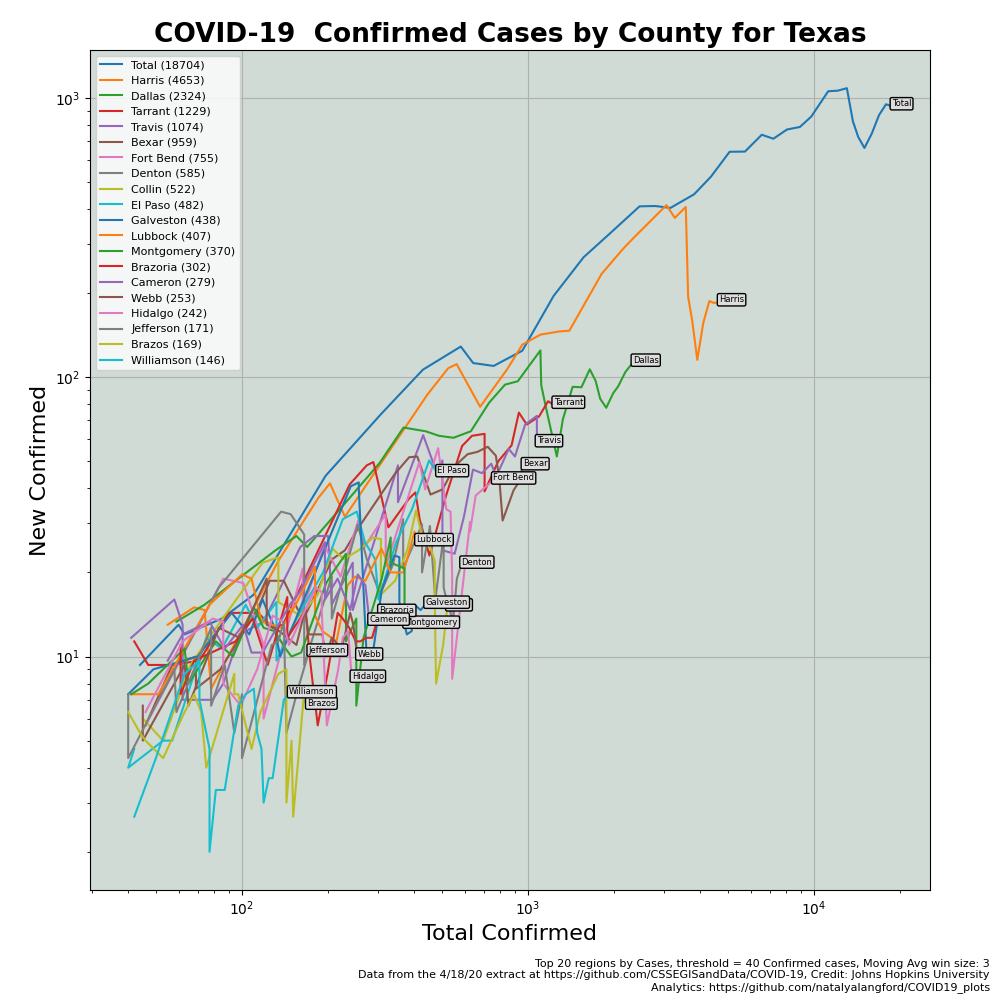 COVID-19  Confirmed Cases by County for Texas
Total (18704)
Harris (4653)
Dallas (2324)
Tarrant (1229)
Travis (1074)
Bexar (959)
Fort Bend (755)
Denton (585)
Collin (522)
El Paso (482)
Galveston (438)
Lubbock (407)
Montgomery (370)
Brazoria (302)
Cameron (279)
Webb (253)
Hidalgo (242)
Jefferson (171)
Brazos (169)
Williamson (146)
New Confirmed
10³
10²
10¹
Total
Harris
Dallas
Tarrant
Travis
Bexar
El Paso
Fort Bend
Lubbock
Denton
Galveston
Brazoria
Cameron
Montgomery
Jefferson
Webb
Hidalgo
Williamson
Brazos
10²
10³
10⁴
Total Confirmed
Top 20 regions by Cases, threshold = 40 Confirmed cases, Moving Avg win size: 3
Data from the 4/18/20 extract at https://github.com/CSSEGISandData/COVID-19, Credit: Johns Hopkins University
Analytics: https://github.com/natalyalangford/COVID19_plots